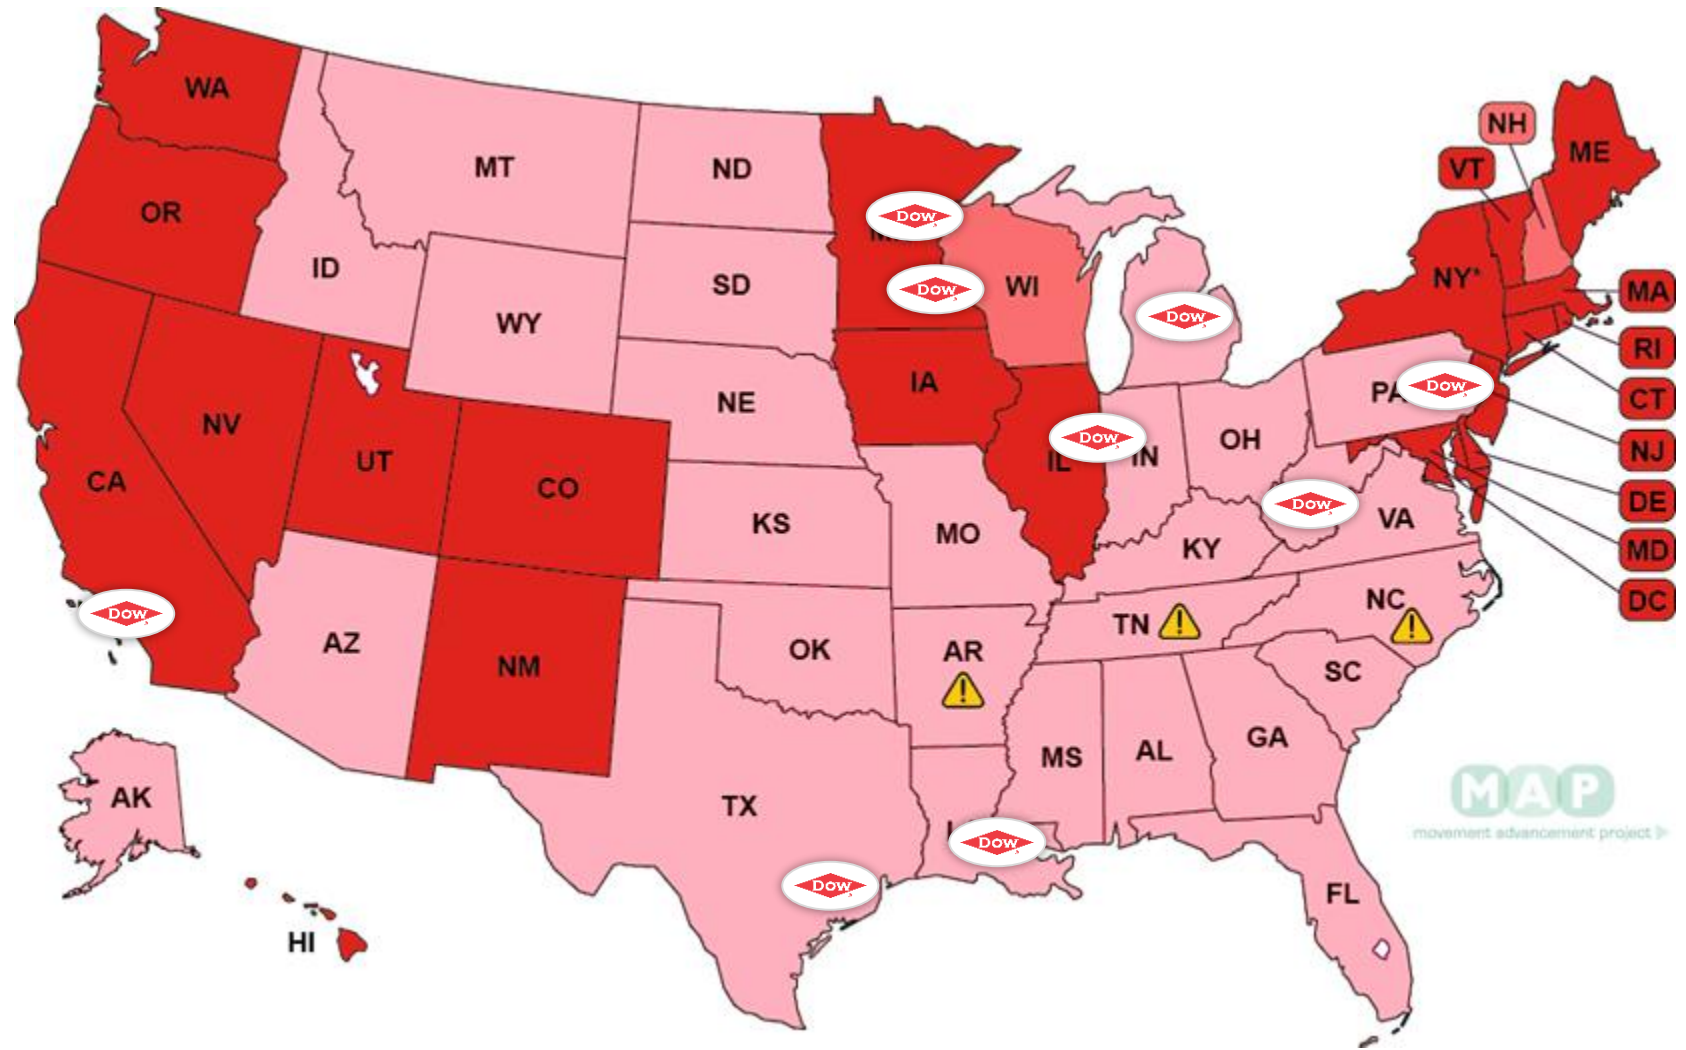 WA
NH
ME
VT
MT
ND
OR
Dow
ID
NY*
SD
WI
MA
Dow
WY
Dow
RI
IA
PA
Dow
CT
NE
NV
OH
Dow
NJ
UT
IL
IN
CA
CO
DE
Dow
VA
KS
MO
KY
MD
NC
DC
Dow
TN
AZ
OK
AR
NM
SC
GA
MS
AL
AK
TX
MAP
movement advancement project
Dow
Dow
FL
HI